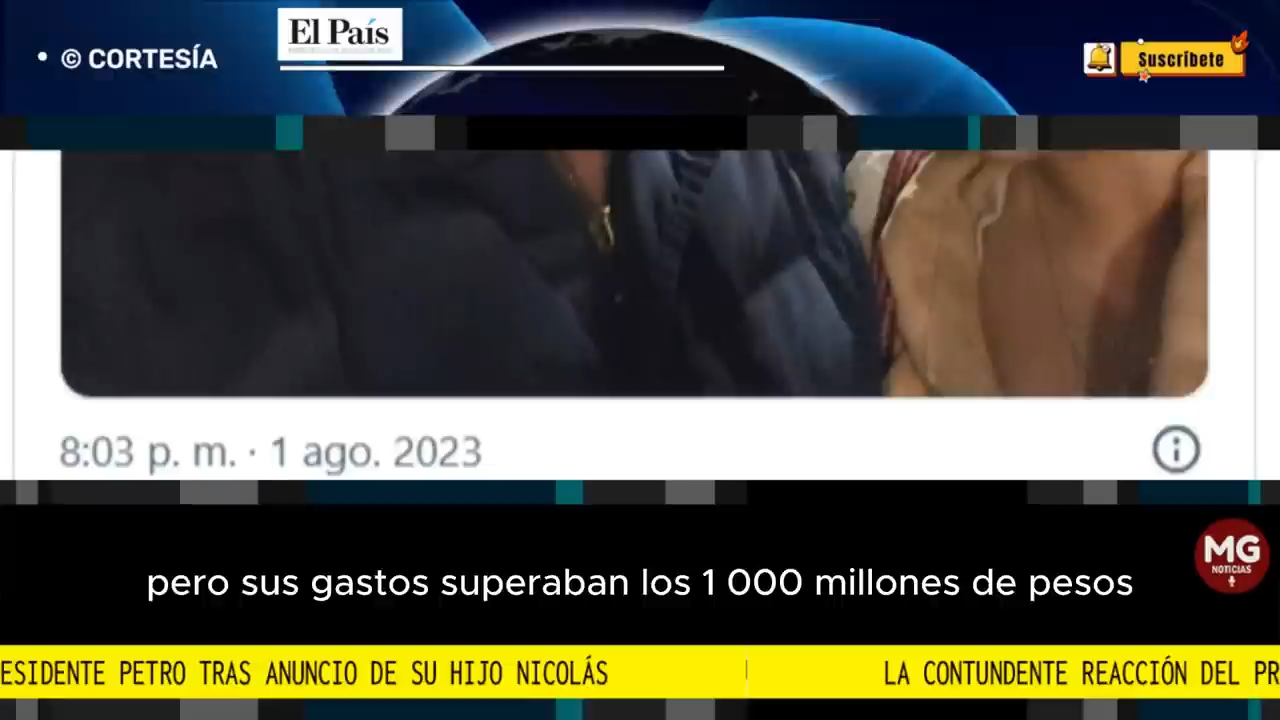 • © CORTESÍA
El País
Suscríbete
8:03 p. m. · 1 ago. 2023
pero sus gastos superaban los 1 000 millones de pesos
MG
NOTICIAS
ESIDENTE PETRO TRAS ANUNCIO DE SU HIJO NICOLÁS | LA CONTUNDENTE REACCIÓN DEL PR